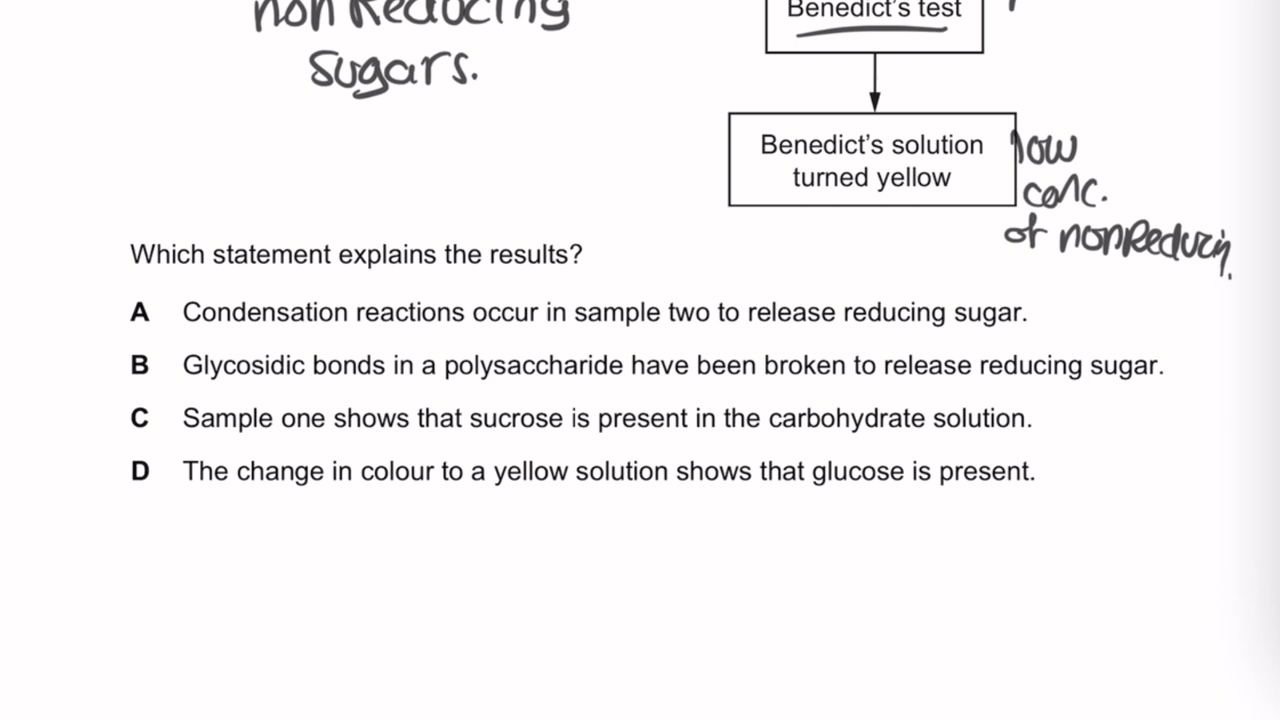 non Reducing
sugars.
Benedict's test
Benedict's solution
turned yellow
low
conc.
of nonReducin.
Which statement explains the results?
A Condensation reactions occur in sample two to release reducing sugar.
B Glycosidic bonds in a polysaccharide have been broken to release reducing sugar.
C Sample one shows that sucrose is present in the carbohydrate solution.
D The change in colour to a yellow solution shows that glucose is present.